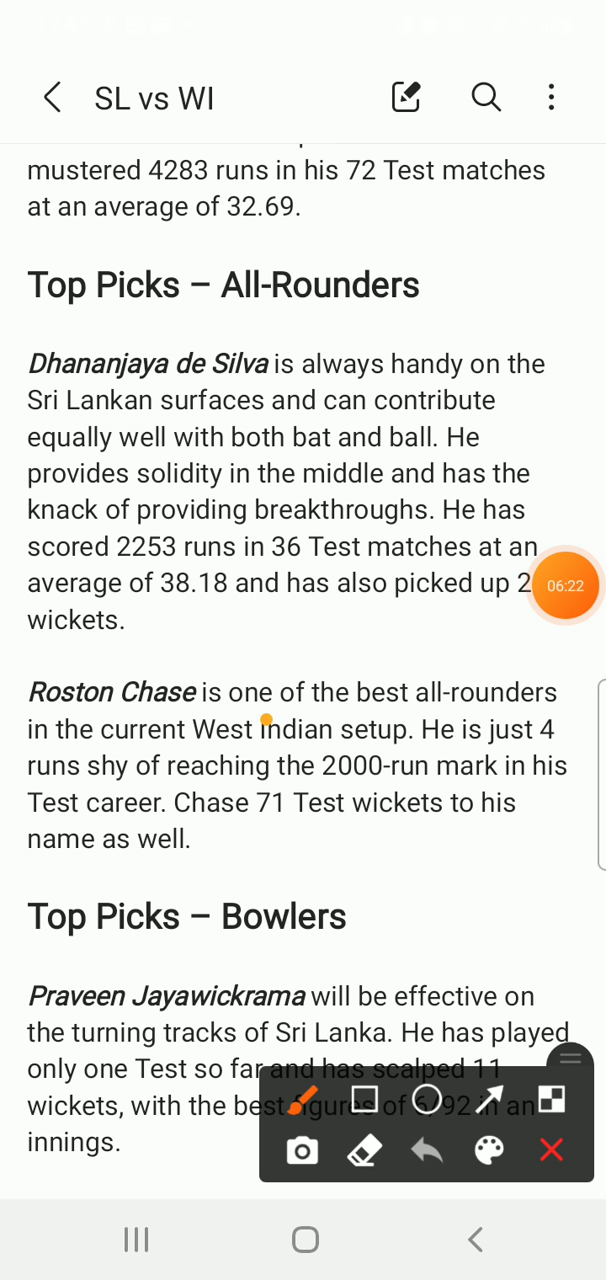 SL vs WI
mustered 4283 runs in his 72 Test matches
at an average of 32.69.
Top Picks – All-Rounders
Dhananjaya de Silva is always handy on the
Sri Lankan surfaces and can contribute
equally well with both bat and ball. He
provides solidity in the middle and has the
knack of providing breakthroughs. He has
scored 2253 runs in 36 Test matches at an
average of 38.18 and has also picked up 2
06:22
wickets.
Roston Chase is one of the best all-rounders
in the current West Indian setup. He is just 4
runs shy of reaching the 2000-run mark in his
Test career. Chase 71 Test wickets to his
name as well.
Top Picks – Bowlers
Praveen Jayawickrama will be effective on
the turning tracks of Sri Lanka. He has played
only one Test so far and has scalped 11
wickets, with the best figures of 6/92 in an
innings.